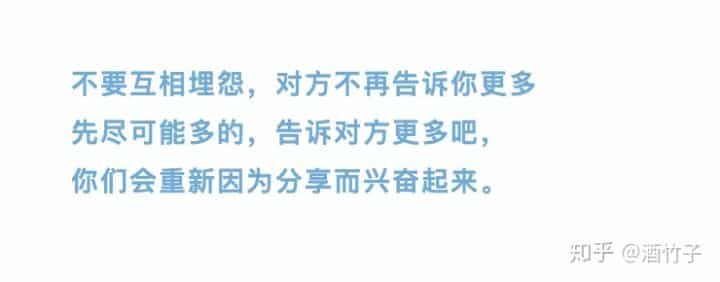 不要互相埋怨，对方不再告诉你更多
先尽可能多的，告诉对方更多吧，
你们会重新因为分享而兴奋起来。
知乎 @酒竹子